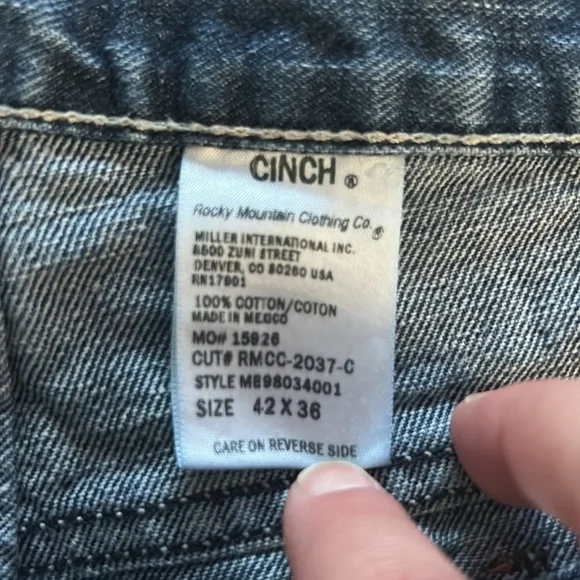 CINCH ®
Rocky Mountain Clothing Co.®
MILLER INTERNATIONAL INC.
8500 ZUNI STREET
DENVER, CO 80260 USA
RN17901
100% COTTON/COTON
MADE IN MEXICO
MO# 15926
CUT# RMCC-2037-C
STYLE MB98034001
SIZE 42 X 36
CARE ON REVERSE SIDE